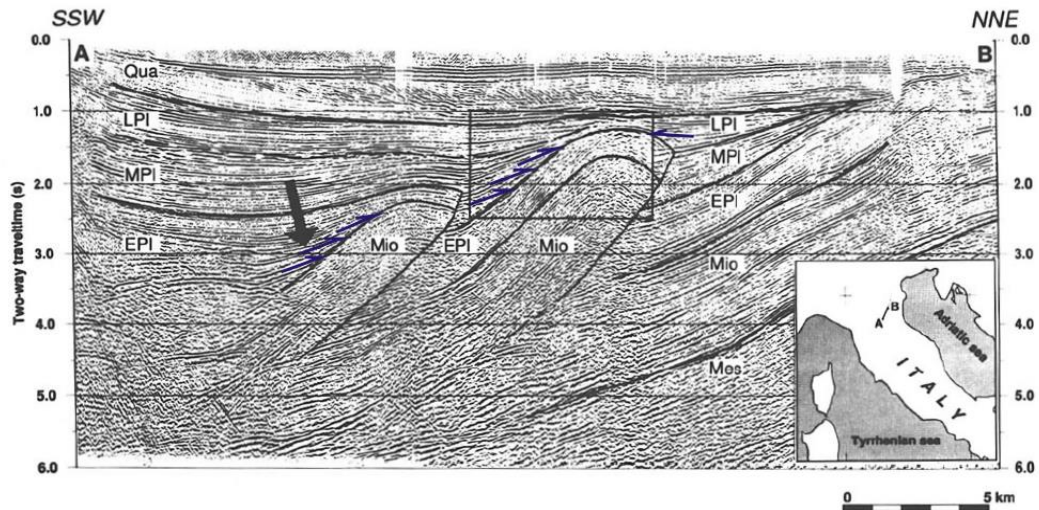 SSW NNE
0.0 A B 0.0
Qua
1.0 1.0
LPl LPl
MPl
MPl
2.0 2.0
EPl
EPl Mio EPl Mio
3.0 3.0
Mio
Two-way traveltime (s)
4.0 4.0
Mes
5.0 5.0
6.0 6.0
B
A
Adriatic sea
ITALY
Tyrrhenian sea
0 5 km